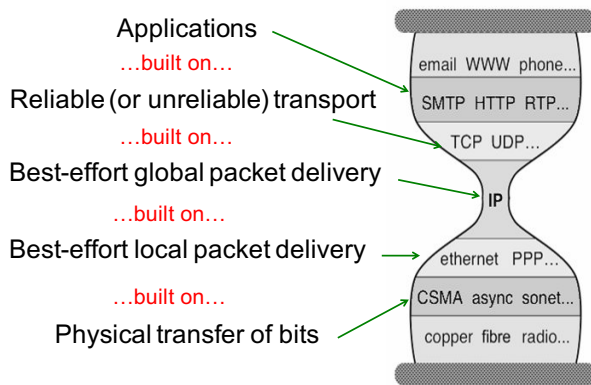 Applications
...built on...
Reliable (or unreliable) transport
...built on...
Best-effort global packet delivery
...built on...
Best-effort local packet delivery
...built on...
Physical transfer of bits
email WWW phone...
SMTP HTTP RTP...
TCP UDP...
IP
ethernet PPP...
CSMA async sonet...
copper fibre radio...